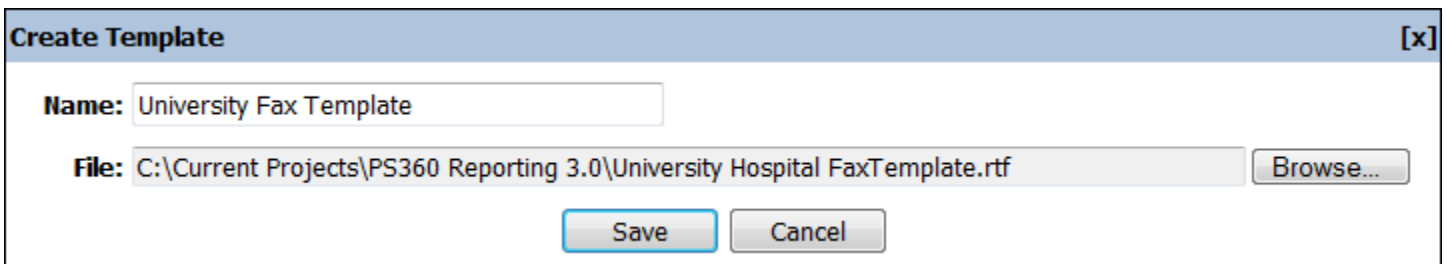 Create Template [x]
Name: University Fax Template
File: C:\Current Projects\PS360 Reporting 3.0\University Hospital FaxTemplate.rtf Browse...
Save Cancel